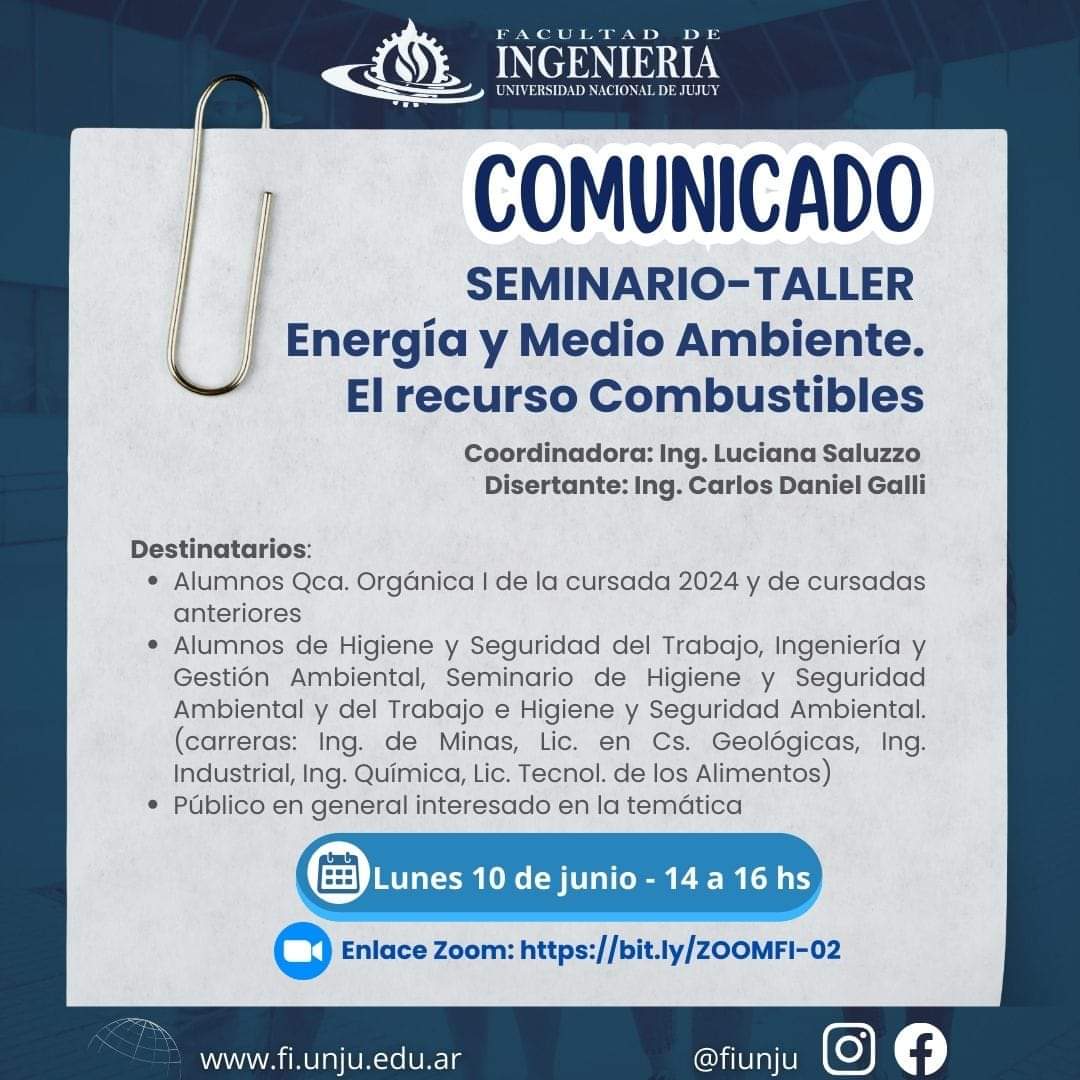 FACULTAD DE
INGENIERIA
UNIVERSIDAD NACIONAL DE JUJUY
COMUNICADO
SEMINARIO-TALLER
Energía y Medio Ambiente.
El recurso Combustibles
Coordinadora: Ing. Luciana Saluzzo
Disertante: Ing. Carlos Daniel Galli
Destinatarios:
• Alumnos Qca. Orgánica I de la cursada 2024 y de cursadas
anteriores
• Alumnos de Higiene y Seguridad del Trabajo, Ingeniería y
Gestión Ambiental, Seminario de Higiene y Seguridad
Ambiental y del Trabajo e Higiene y Seguridad Ambiental.
(carreras: Ing. de Minas, Lic. en Cs. Geológicas, Ing.
Industrial, Ing. Química, Lic. Tecnol. de los Alimentos)
• Público en general interesado en la temática
Lunes 10 de junio - 14 a 16 hs
Enlace Zoom: https://bit.ly/ZOOMFI-02
www.fi.unju.edu.ar
@fiunju